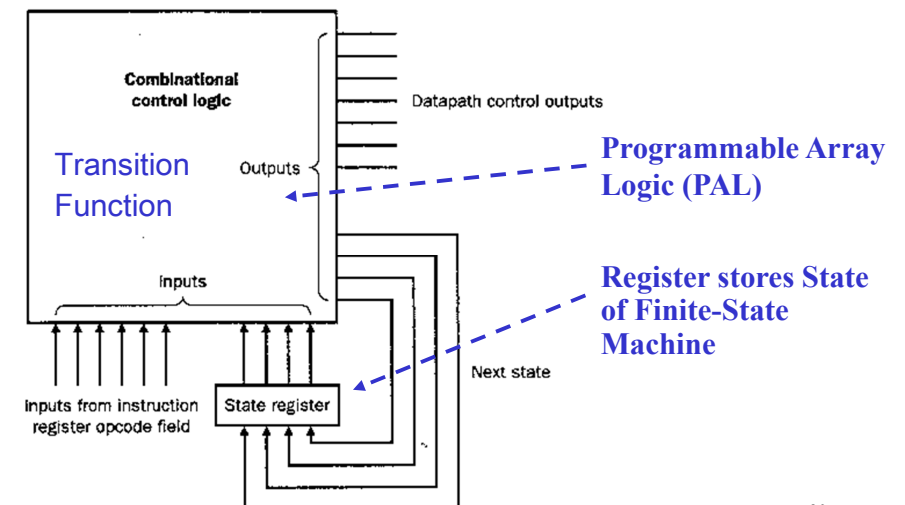 Combinational
control logic
Datapath control outputs
Transition
Function
Outputs
Programmable Array
Logic (PAL)
Inputs
Register stores State
of Finite-State
Machine
Next state
Inputs from instruction
register opcode field
State register